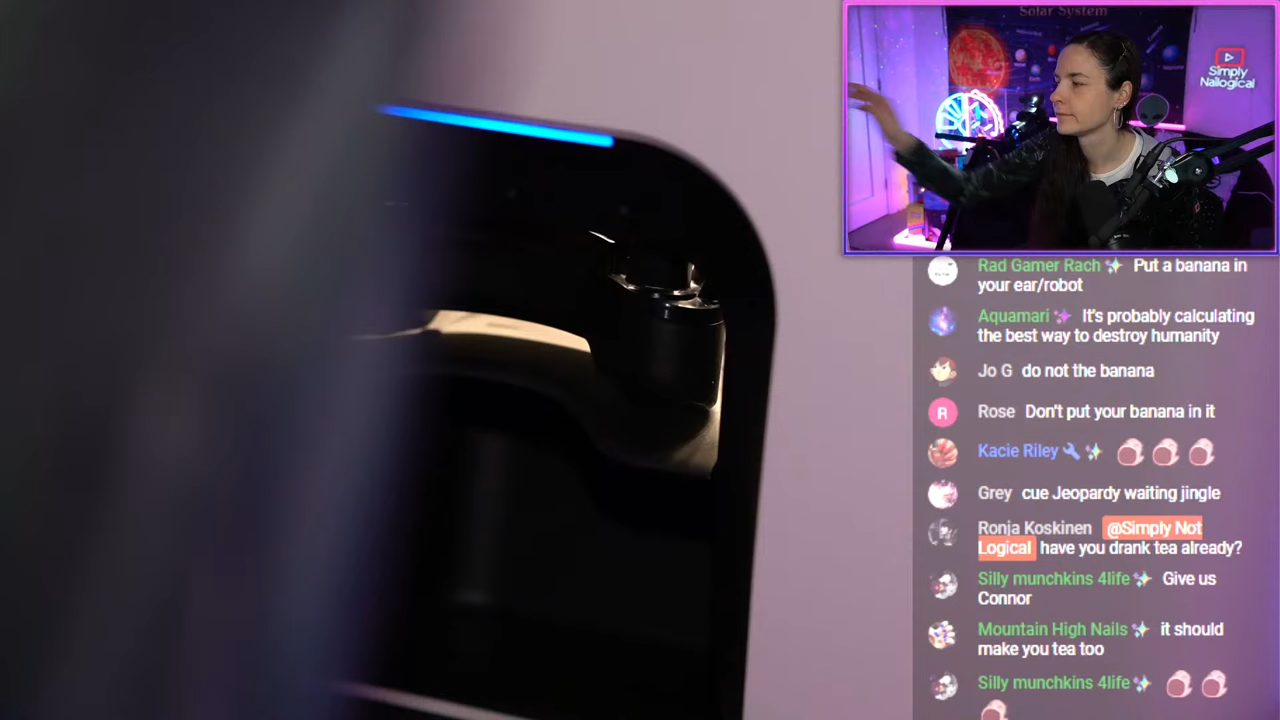 Solar System
Simply
Nailogical
Rad Gamer Rach Put a banana in
your ear/robot
Aquamari It's probably calculating
the best way to destroy humanity
Jo G do not the banana
R Rose Don't put your banana in it
Kacie Riley
Grey cue Jeopardy waiting jingle
Ronja Koskinen @Simply Not
Logical have you drank tea already?
Silly munchkins 4life Give us
Connor
Mountain High Nails it should
make you tea too
Silly munchkins 4life